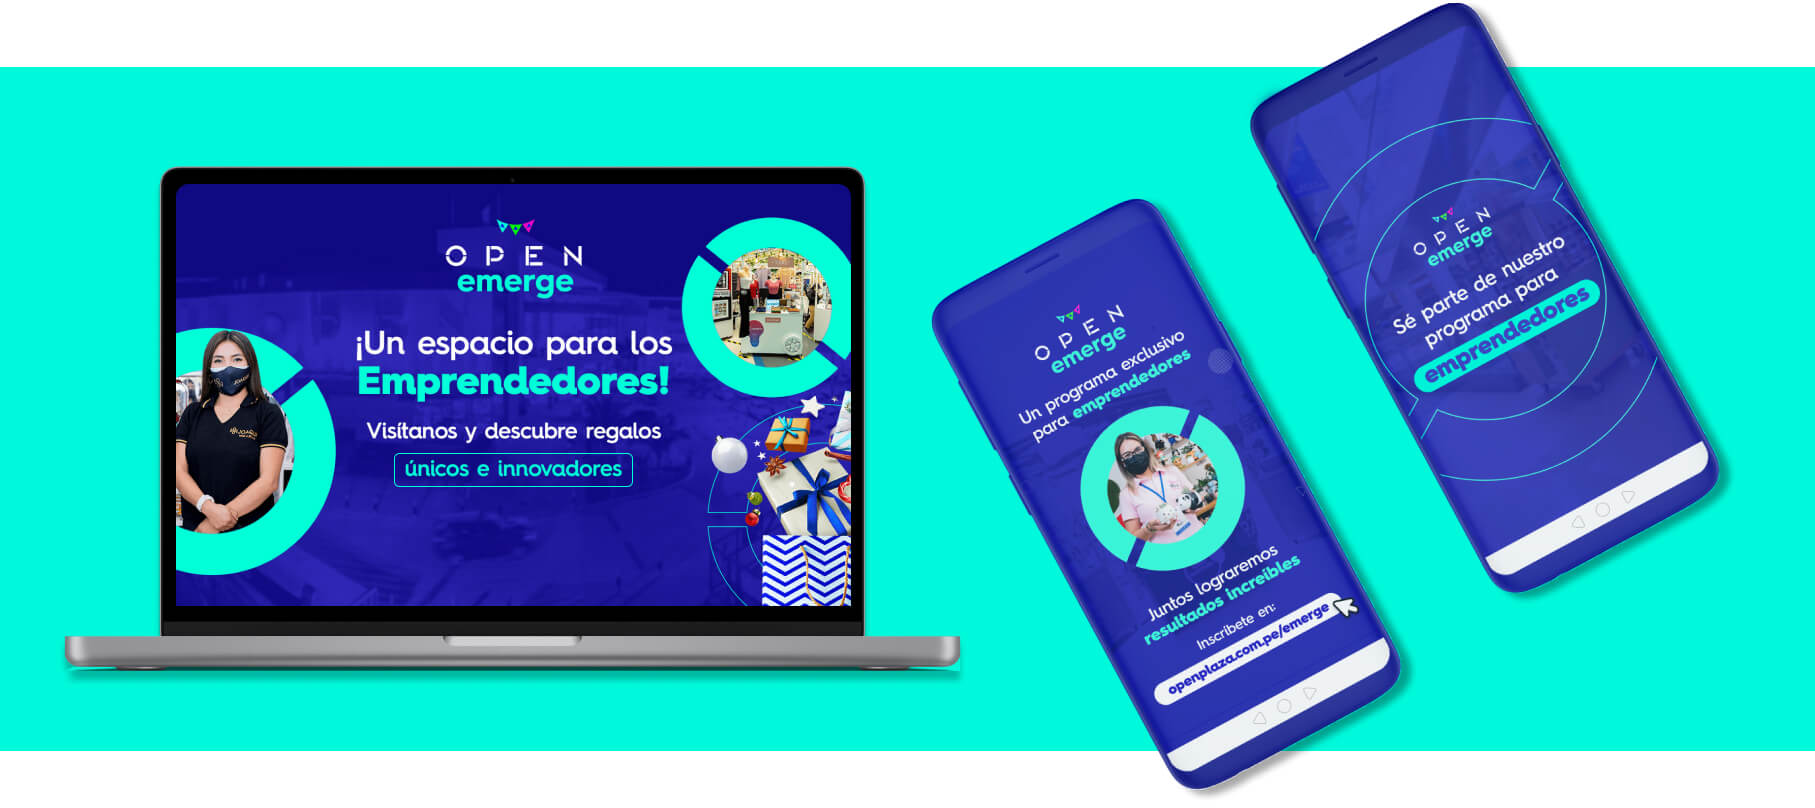 OPEN
emerge
¡Un espacio para los
Emprendedores!
Visítanos y descubre regalos
únicos e innovadores
OPEN
emerge
Un programa exclusivo
para emprendedores
Juntos lograremos
resultados increíbles
Inscríbete en:
openplaza.com.pe/emerge
OPEN
emerge
Sé parte de nuestro
programa para
emprendedores